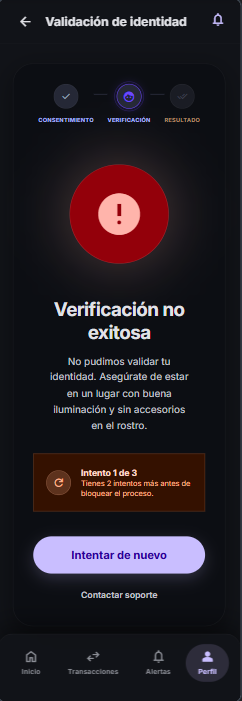 Validación de identidad
CONSENTIMIENTO VERIFICACIÓN RESULTADO
!
Verificación no
exitosa
No pudimos validar tu
identidad. Asegúrate de estar
en un lugar con buena
iluminación y sin accesorios
en el rostro.
Intento 1 de 3
Tienes 2 intentos más antes de
bloquear el proceso.
Intentar de nuevo
Contactar soporte
Inicio Transacciones Alertas Perfil